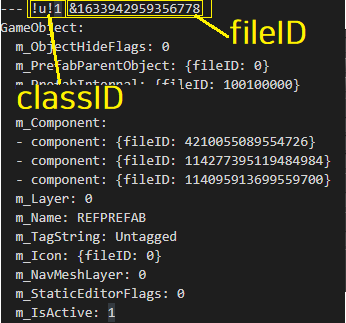 --- !u!1 &1633942959356778
fileID
GameObject:
m_ObjectHideFlags: 0
m_PrefabParentObject: {fileID: 0}
m_PrefabInternal: {fileID: 100100000}
classID
m_Component:
- component: {fileID: 4210055089554726}
- component: {fileID: 114277395119484984}
- component: {fileID: 114095913699559700}
m_Layer: 0
m_Name: REFPREFAB
m_TagString: Untagged
m_Icon: {fileID: 0}
m_NavMeshLayer: 0
m_StaticEditorFlags: 0
m_IsActive: 1